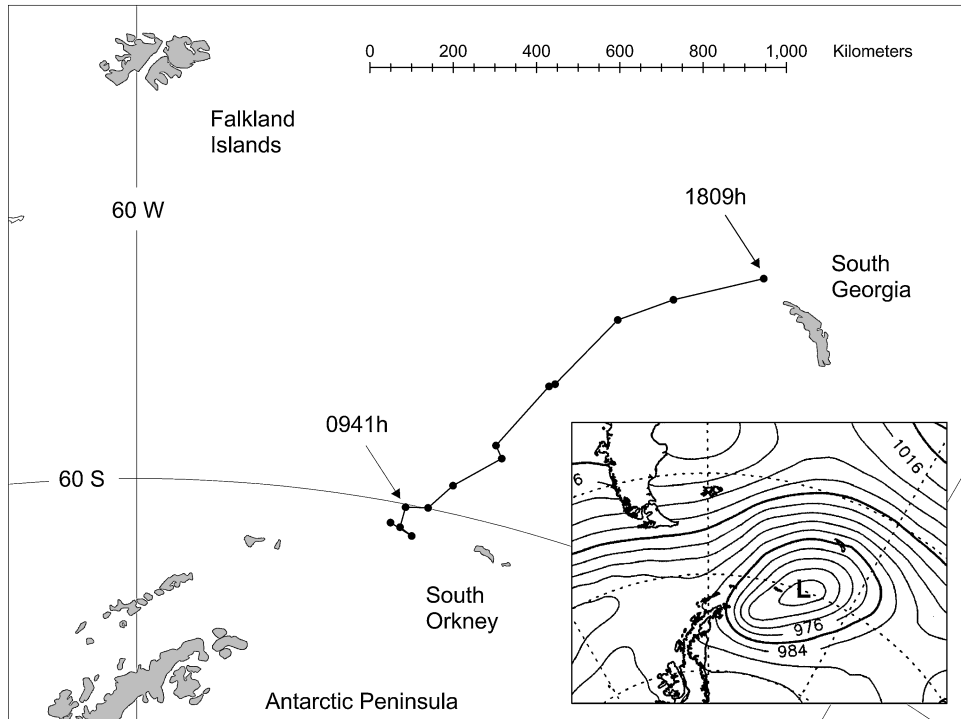 0 200 400 600 800 1,000 Kilometers
Falkland
Islands
60 W
1809h
South
Georgia
0941h
60 S
1016
6
L
976
984
South
Orkney
Antarctic Peninsula